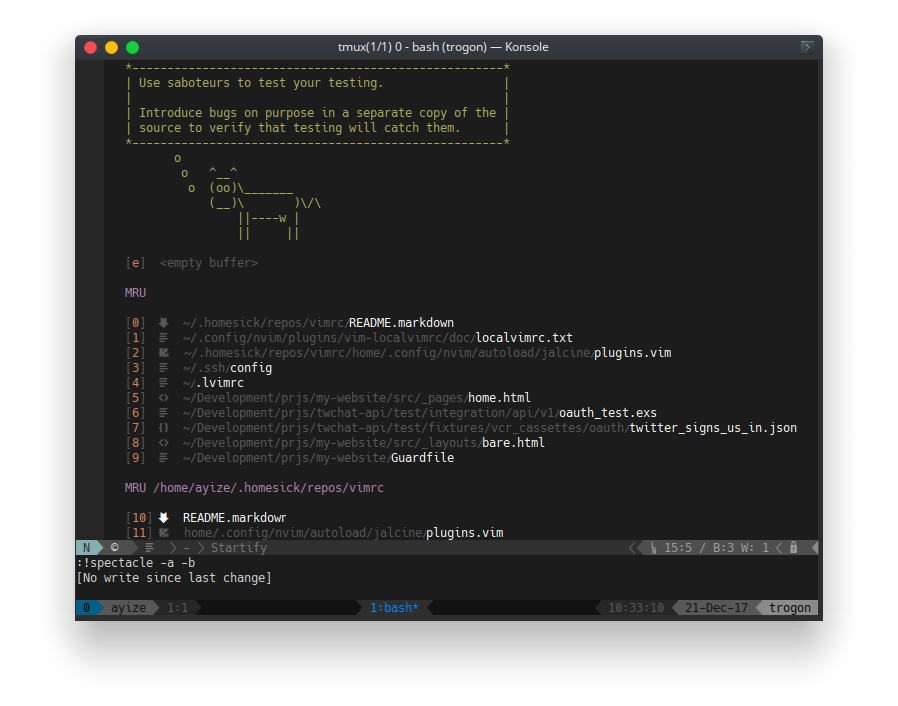 tmux(1/1) 0 - bash (trogon) — Konsole
*-----------------------------------------------------*
| Use saboteurs to test your testing.                 |
|                                                     |
| Introduce bugs on purpose in a separate copy of the |
| source to verify that testing will catch them.      |
*-----------------------------------------------------*
       o
        o   ^__^
         o  (oo)\_______
            (__)\       )\/\
                ||----w |
                ||     ||
[e]  <empty buffer>
MRU
[0] ~/.homesick/repos/vimrc/README.markdown
[1] ~/.config/nvim/plugins/vim-localvimrc/doc/localvimrc.txt
[2] ~/.homesick/repos/vimrc/home/.config/nvim/autoload/jalcine/plugins.vim
[3] ~/.ssh/config
[4] ~/.lvimrc
[5] <> ~/Development/prjs/my-website/src/_pages/home.html
[6] ~/Development/prjs/twchat-api/test/integration/api/v1/oauth_test.exs
[7] {} ~/Development/prjs/twchat-api/test/fixtures/vcr_cassettes/oauth/twitter_signs_us_in.json
[8] <> ~/Development/prjs/my-website/src/_layouts/bare.html
[9] ~/Development/prjs/my-website/Guardfile
MRU /home/ayize/.homesick/repos/vimrc
[10] README.markdown
[11] home/.config/nvim/autoload/jalcine/plugins.vim
N © - Startify 15:5 / B:3 W: 1
:!spectacle -a -b
[No write since last change]
0 ayize 1:1 1:bash* 10:33:10 21-Dec-17 trogon